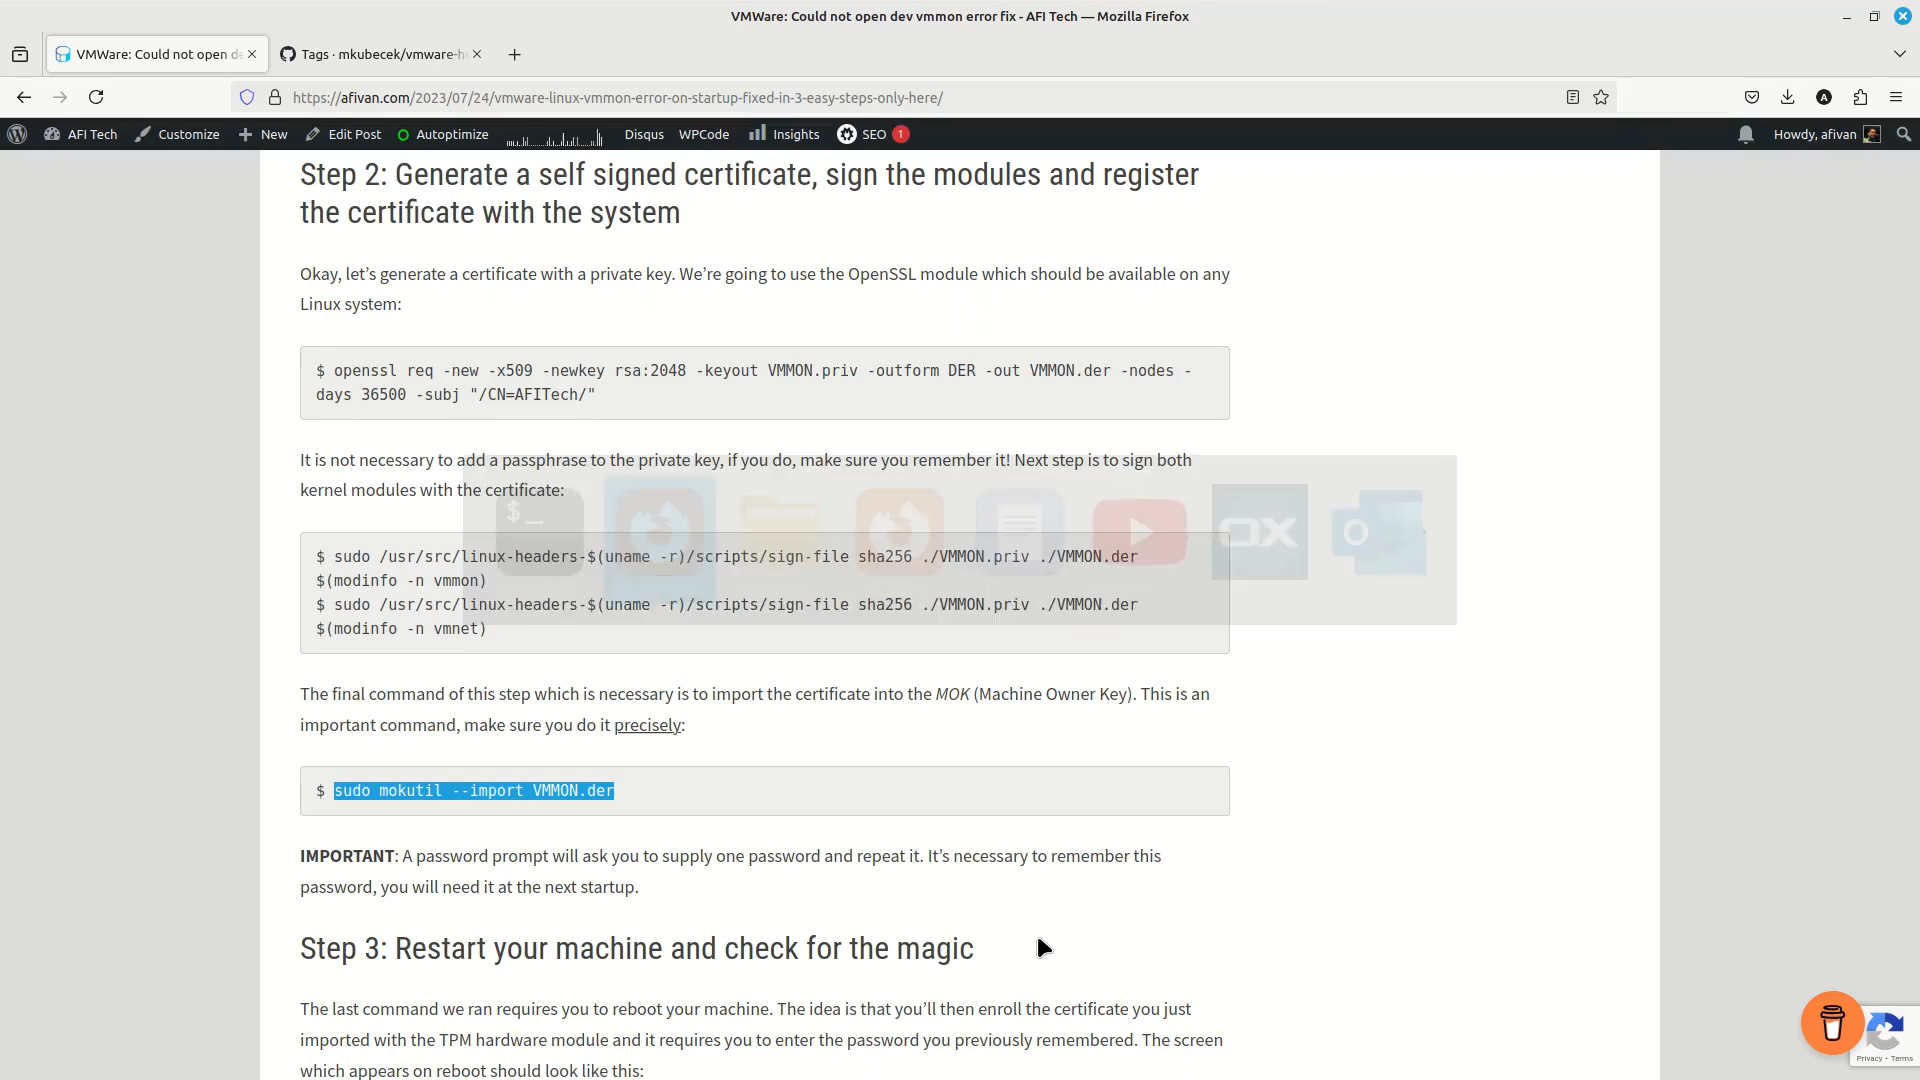 VMWare: Could not open dev vmmon error fix - AFI Tech — Mozilla Firefox
VMWare: Could not open de
Tags · mkubecek/vmware-h
https://afivan.com/2023/07/24/vmware-linux-vmmon-error-on-startup-fixed-in-3-easy-steps-only-here/
A
AFI Tech
Customize
New
Edit Post
Autoptimize
Disqus
WPCode
Insights
SEO
1
Howdy, afivan
Step 2: Generate a self signed certificate, sign the modules and register
the certificate with the system
Okay, let’s generate a certificate with a private key. We’re going to use the OpenSSL module which should be available on any
Linux system:
$ openssl req -new -x509 -newkey rsa:2048 -keyout VMMON.priv -outform DER -out VMMON.der -nodes -
days 36500 -subj "/CN=AFITech/"
It is not necessary to add a passphrase to the private key, if you do, make sure you remember it! Next step is to sign both
kernel modules with the certificate:
$_
OX
O
$ sudo /usr/src/linux-headers-$(uname -r)/scripts/sign-file sha256 ./VMMON.priv ./VMMON.der
$(modinfo -n vmmon)
$ sudo /usr/src/linux-headers-$(uname -r)/scripts/sign-file sha256 ./VMMON.priv ./VMMON.der
$(modinfo -n vmnet)
The final command of this step which is necessary is to import the certificate into the MOK (Machine Owner Key). This is an
important command, make sure you do it precisely:
$ sudo mokutil --import VMMON.der
IMPORTANT: A password prompt will ask you to supply one password and repeat it. It’s necessary to remember this
password, you will need it at the next startup.
Step 3: Restart your machine and check for the magic
The last command we ran requires you to reboot your machine. The idea is that you’ll then enroll the certificate you just
imported with the TPM hardware module and it requires you to enter the password you previously remembered. The screen
which appears on reboot should look like this:
Privacy - Terms